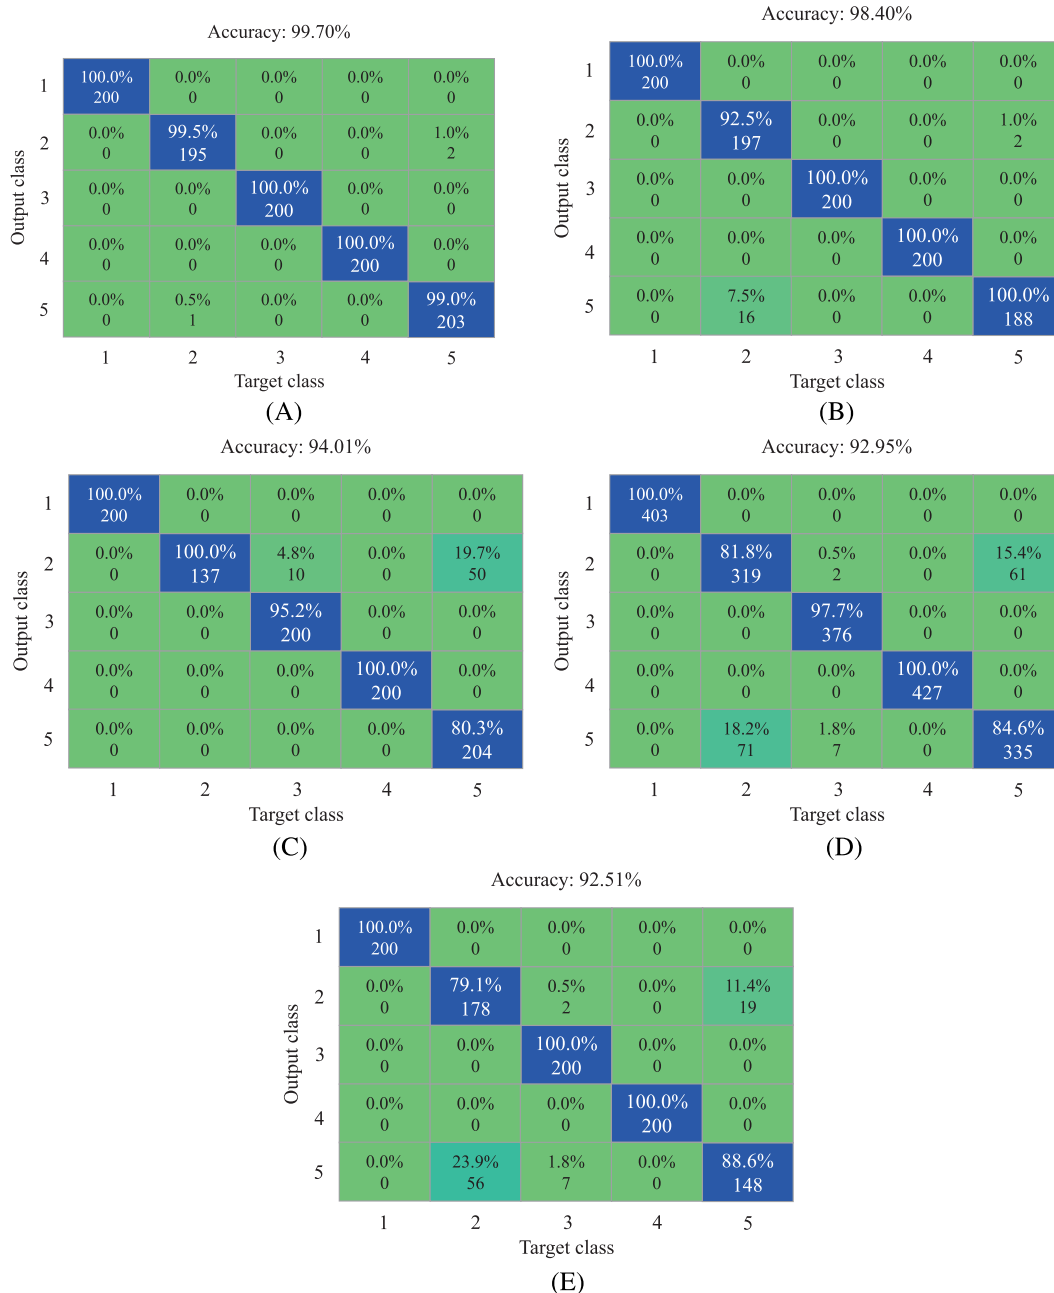 Accuracy: 99.70%
Output class
1 100.0% 0.0% 0.0% 0.0% 0.0%
200 0 0 0 0
2 0.0% 99.5% 0.0% 0.0% 1.0%
0 195 0 0 2
3 0.0% 0.0% 100.0% 0.0% 0.0%
0 0 200 0 0
4 0.0% 0.0% 0.0% 100.0% 0.0%
0 0 0 200 0
5 0.0% 0.5% 0.0% 0.0% 99.0%
0 1 0 0 203
1 2 3 4 5
Target class
(A)
Accuracy: 98.40%
Output class
1 100.0% 0.0% 0.0% 0.0% 0.0%
200 0 0 0 0
2 0.0% 92.5% 0.0% 0.0% 1.0%
0 197 0 0 2
3 0.0% 0.0% 100.0% 0.0% 0.0%
0 0 200 0 0
4 0.0% 0.0% 0.0% 100.0% 0.0%
0 0 0 200 0
5 0.0% 7.5% 0.0% 0.0% 100.0%
0 16 0 0 188
1 2 3 4 5
Target class
(B)
Accuracy: 94.01%
Output class
1 100.0% 0.0% 0.0% 0.0% 0.0%
200 0 0 0 0
2 0.0% 100.0% 4.8% 0.0% 19.7%
0 137 10 0 50
3 0.0% 0.0% 95.2% 0.0% 0.0%
0 0 200 0 0
4 0.0% 0.0% 0.0% 100.0% 0.0%
0 0 0 200 0
5 0.0% 0.0% 0.0% 0.0% 80.3%
0 0 0 0 204
1 2 3 4 5
Target class
(C)
Accuracy: 92.95%
Output class
1 100.0% 0.0% 0.0% 0.0% 0.0%
403 0 0 0 0
2 0.0% 81.8% 0.5% 0.0% 15.4%
0 319 2 0 61
3 0.0% 0.0% 97.7% 0.0% 0.0%
0 0 376 0 0
4 0.0% 0.0% 0.0% 100.0% 0.0%
0 0 0 427 0
5 0.0% 18.2% 1.8% 0.0% 84.6%
0 71 7 0 335
1 2 3 4 5
Target class
(D)
Accuracy: 92.51%
Output class
1 100.0% 0.0% 0.0% 0.0% 0.0%
200 0 0 0 0
2 0.0% 79.1% 0.5% 0.0% 11.4%
0 178 2 0 19
3 0.0% 0.0% 100.0% 0.0% 0.0%
0 0 200 0 0
4 0.0% 0.0% 0.0% 100.0% 0.0%
0 0 0 200 0
5 0.0% 23.9% 1.8% 0.0% 88.6%
0 56 7 0 148
1 2 3 4 5
Target class
(E)